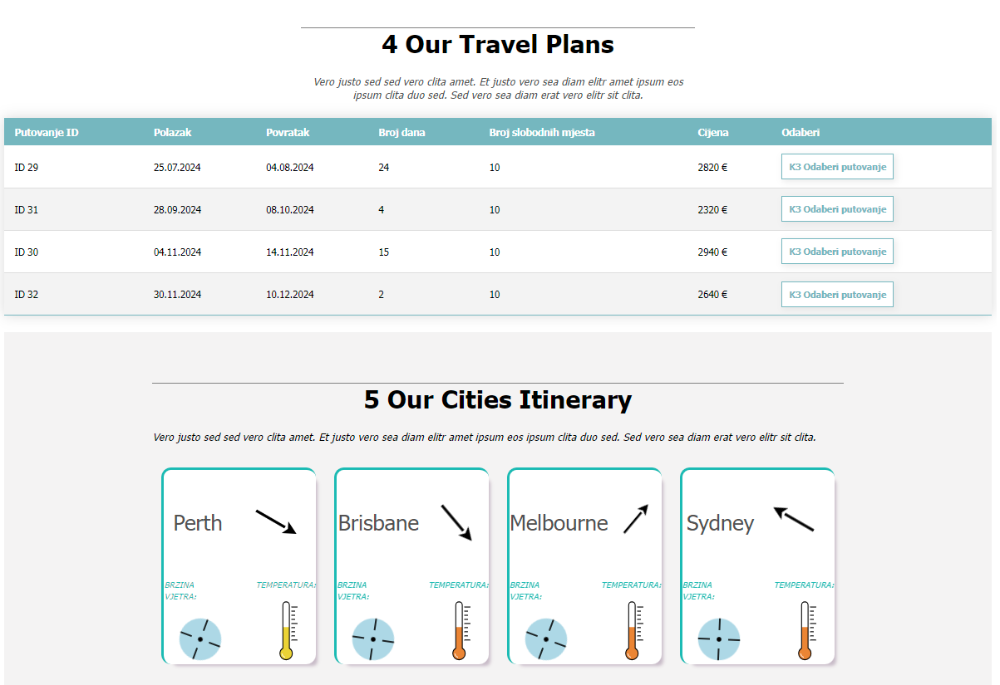 4 Our Travel Plans
Vero justo sed sed vero clita amet. Et justo vero sea diam elitr amet ipsum eos
ipsum clita duo sed. Sed vero sea diam erat vero elitr sit clita.
Putovanje ID Polazak Povratak Broj dana Broj slobodnih mjesta Cijena Odaberi
ID 29 25.07.2024 04.08.2024 24 10 2820 € K3 Odaberi putovanje
ID 31 28.09.2024 08.10.2024 4 10 2320 € K3 Odaberi putovanje
ID 30 04.11.2024 14.11.2024 15 10 2940 € K3 Odaberi putovanje
ID 32 30.11.2024 10.12.2024 2 10 2640 € K3 Odaberi putovanje
5 Our Cities Itinerary
Vero justo sed sed vero clita amet. Et justo vero sea diam elitr amet ipsum eos ipsum clita duo sed. Sed vero sea diam erat vero elitr sit clita.
Perth
BRZINA TEMPERATURA:
VJETRA:
Brisbane
BRZINA TEMPERATURA:
VJETRA:
Melbourne
BRZINA TEMPERATURA:
VJETRA:
Sydney
BRZINA TEMPERATURA:
VJETRA: